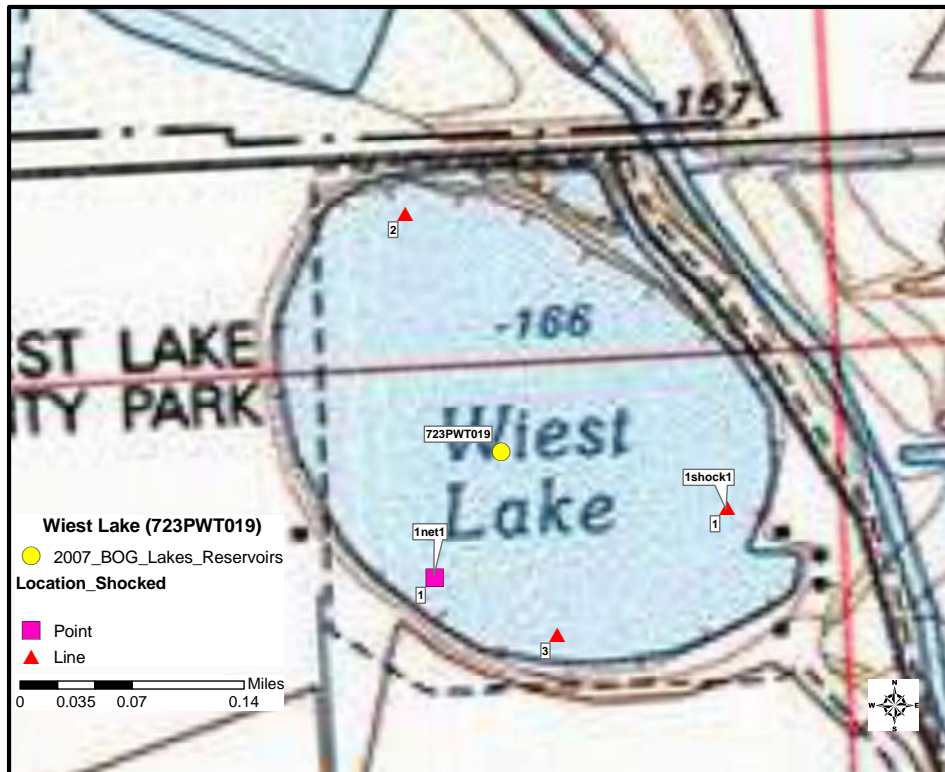 -157
2
-166
ST LAKE
TY PARK
Wiest
Lake
723PWT019
1shock1
1
1net1
1
3
Wiest Lake (723PWT019)
2007_BOG_Lakes_Reservoirs
Location_Shocked
Point
Line
Miles
0 0.035 0.07 0.14
N
W E
S